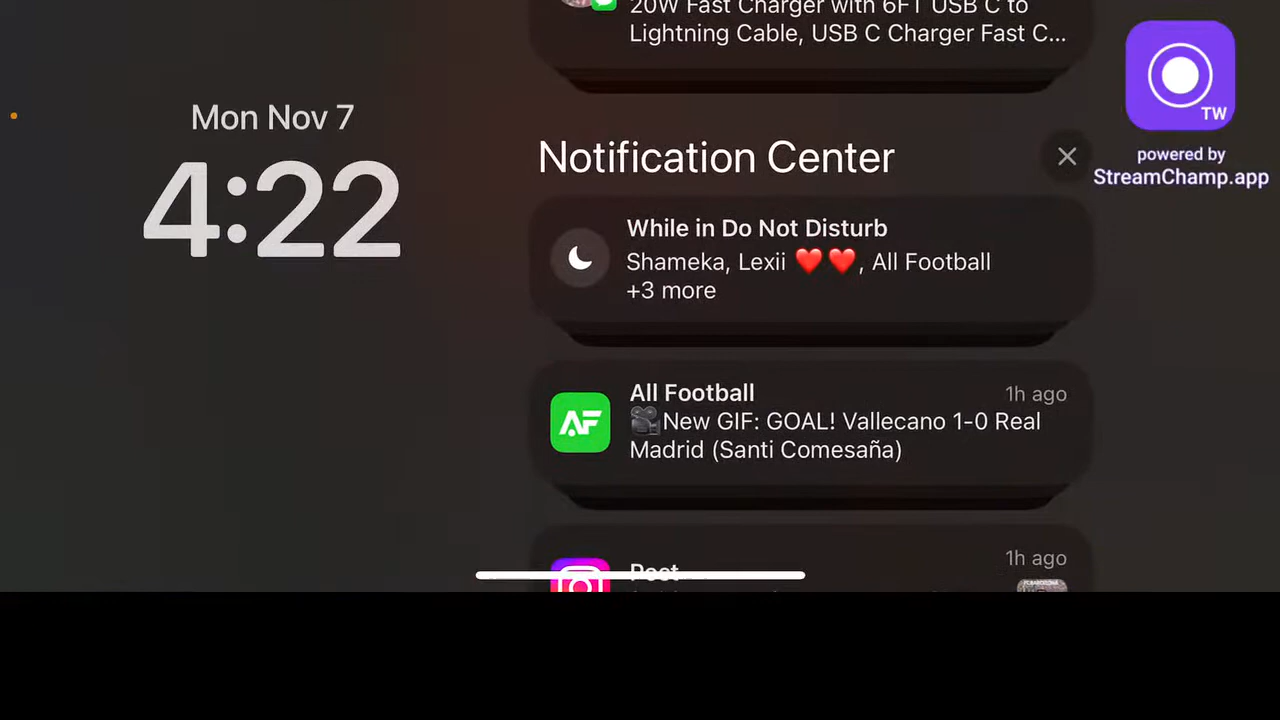 20W Fast Charger with 6FT USB C to
Lightning Cable, USB C Charger Fast C...
TW
powered by
StreamChamp.app
Mon Nov 7
4:22
Notification Center
While in Do Not Disturb
Shameka, Lexii ❤️❤️, All Football
+3 more
AF
All Football
1h ago
🎥New GIF: GOAL! Vallecano 1-0 Real
Madrid (Santi Comesaña)
Post
1h ago